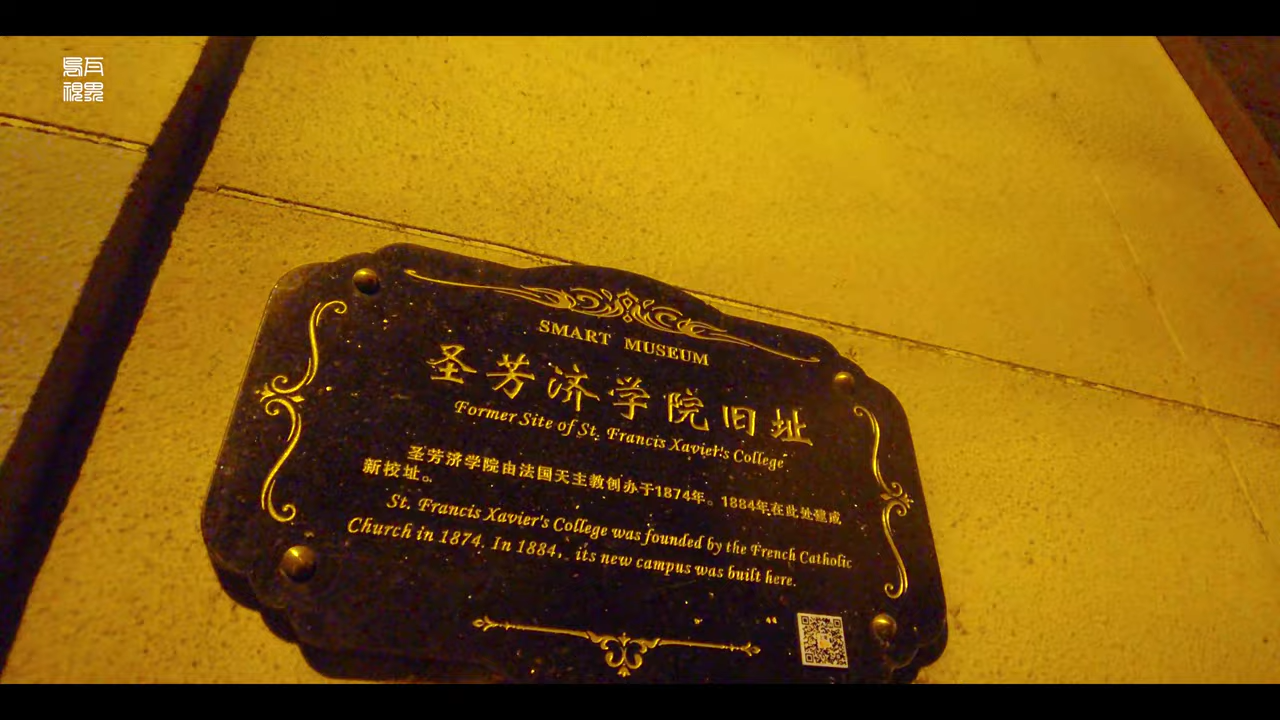 视界
SMART MUSEUM
圣芳济学院旧址
Former Site of St. Francis Xavier's College
圣芳济学院由法国天主教创办于1874年。1884年在此处建成
新校址。
St. Francis Xavier's College was founded by the French Catholic
Church in 1874. In 1884, its new campus was built here.